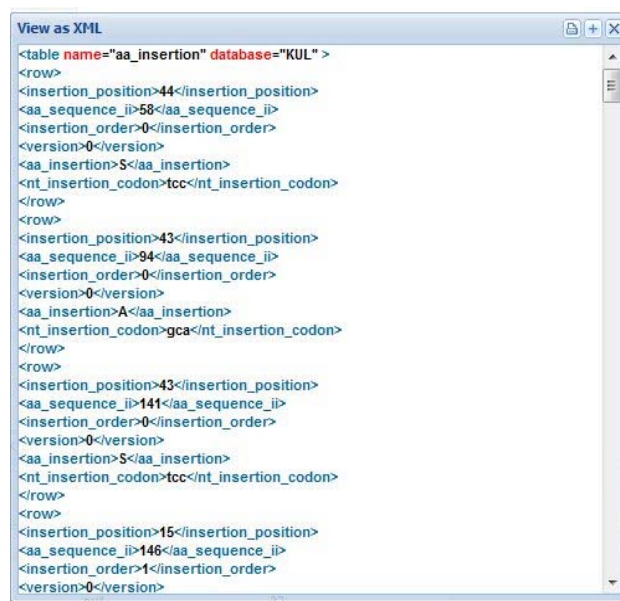 View as XML
<table name="aa_insertion" database="KUL" >
<row>
<insertion_position>44</insertion_position>
<aa_sequence_ii>58</aa_sequence_ii>
<insertion_order>0</insertion_order>
<version>0</version>
<aa_insertion>S</aa_insertion>
<nt_insertion_codon>tcc</nt_insertion_codon>
</row>
<row>
<insertion_position>43</insertion_position>
<aa_sequence_ii>94</aa_sequence_ii>
<insertion_order>0</insertion_order>
<version>0</version>
<aa_insertion>A</aa_insertion>
<nt_insertion_codon>gca</nt_insertion_codon>
</row>
<row>
<insertion_position>43</insertion_position>
<aa_sequence_ii>141</aa_sequence_ii>
<insertion_order>0</insertion_order>
<version>0</version>
<aa_insertion>S</aa_insertion>
<nt_insertion_codon>tcc</nt_insertion_codon>
</row>
<row>
<insertion_position>15</insertion_position>
<aa_sequence_ii>146</aa_sequence_ii>
<insertion_order>1</insertion_order>
<version>0</version>